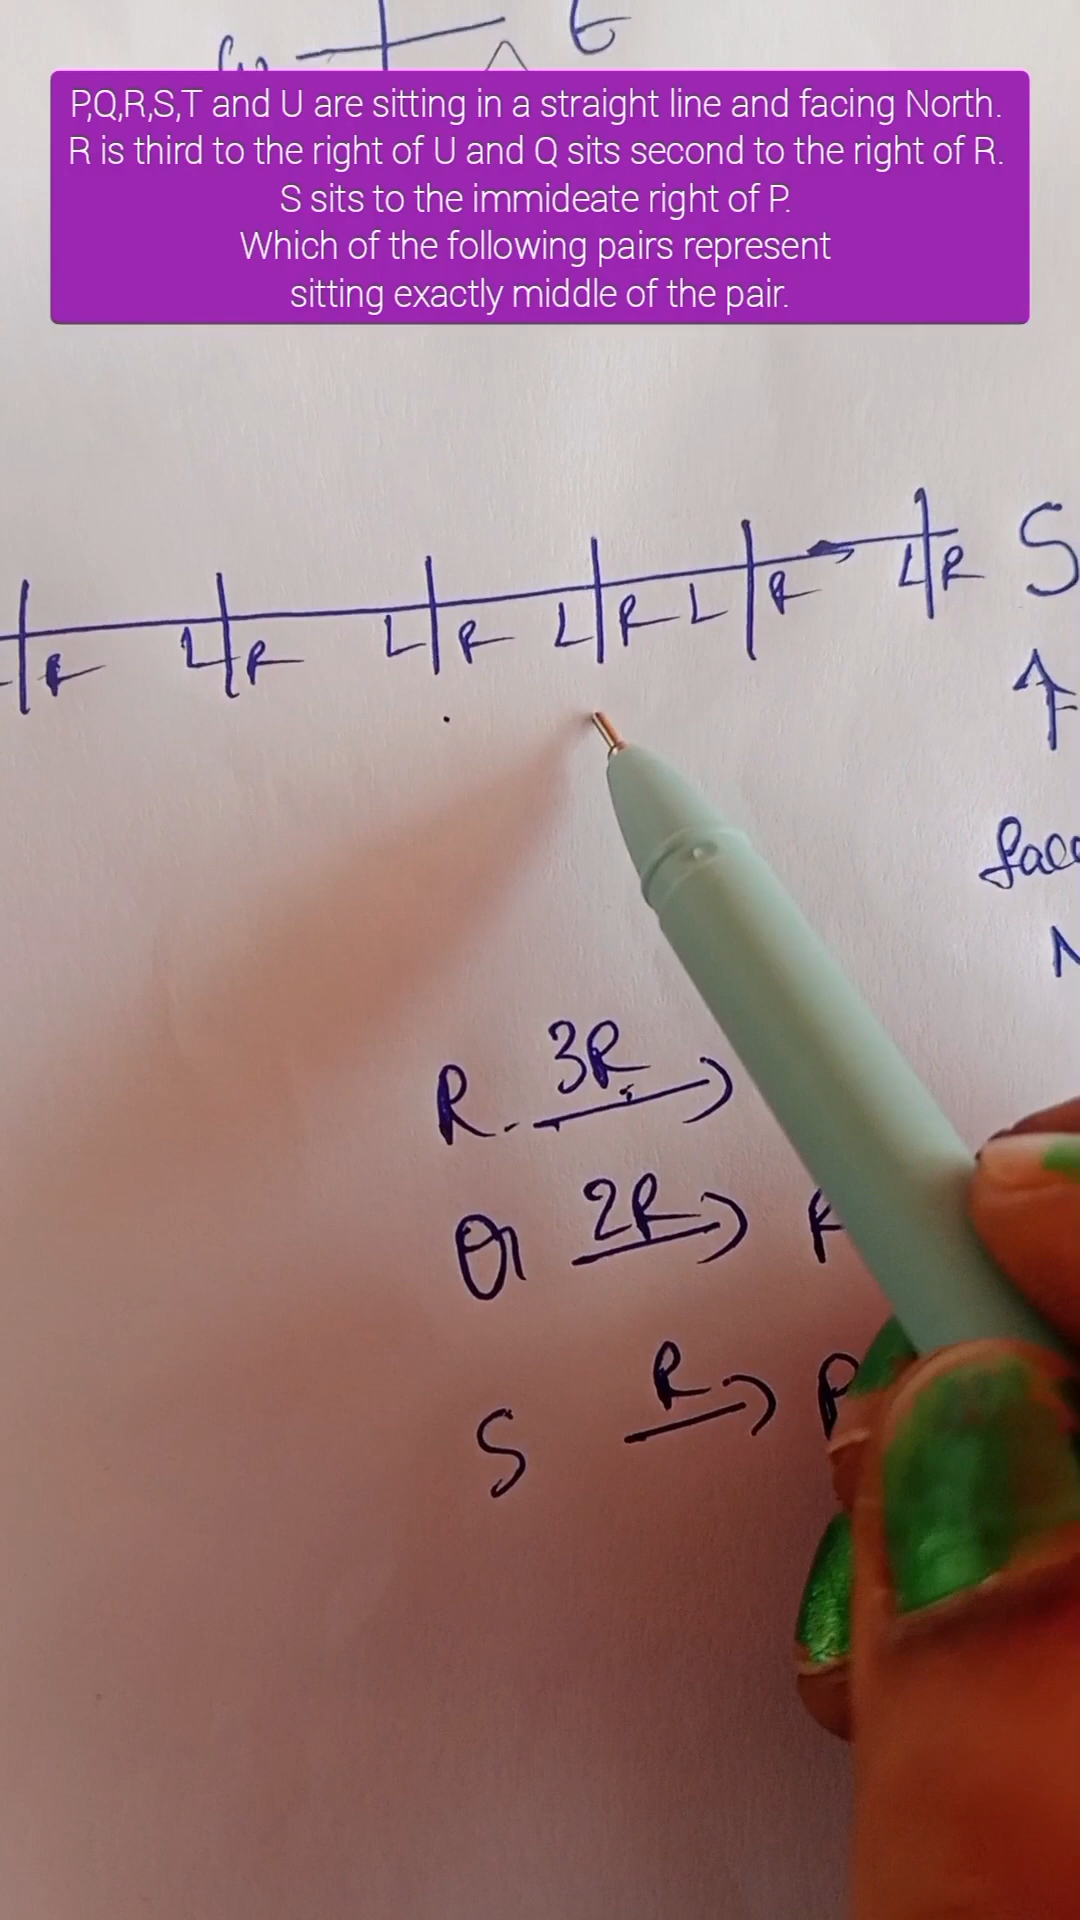 E
P,Q,R,S,T and U are sitting in a straight line and facing North.
R is third to the right of U and Q sits second to the right of R.
S sits to the immideate right of P.
Which of the following pairs represent
sitting exactly middle of the pair.
S
R L R L R L R L R L R
R 3R
2R
S R P